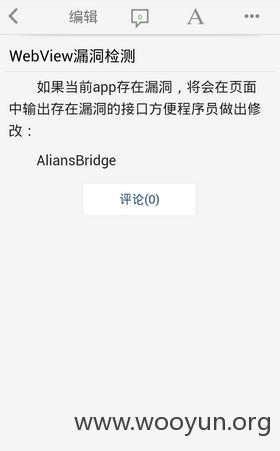 编辑 0 A
WebView漏洞检测
如果当前app存在漏洞，将会在页面
中输出存在漏洞的接口方便程序员做出修
改：
AliansBridge
评论(0)
www.wooyun.org